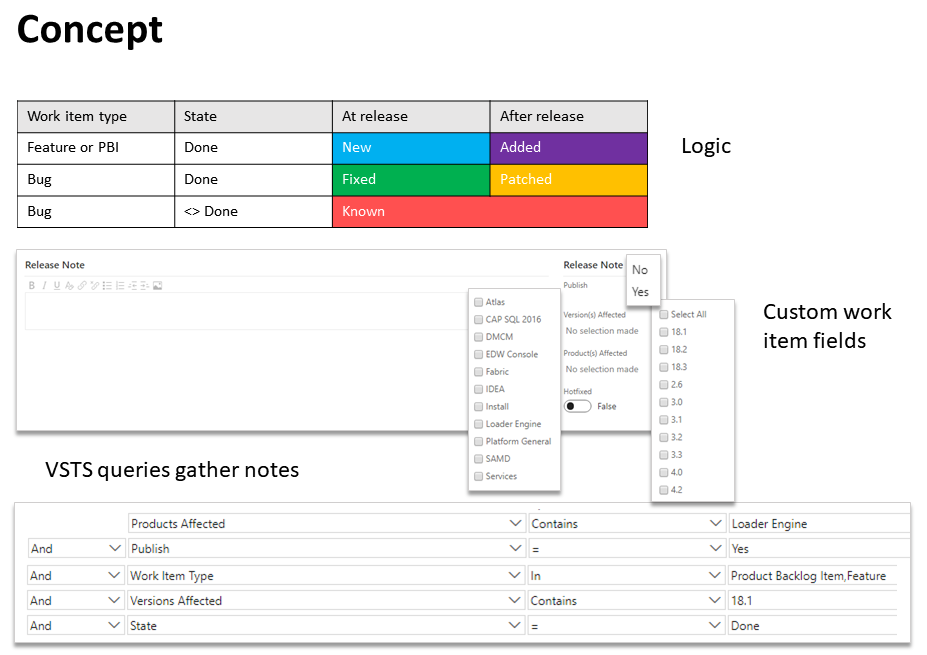 Concept
Work item type State At release After release
Feature or PBI Done New Added
Bug Done Fixed Patched
Bug <> Done Known
Logic
Release Note
B I U
Release Note
Publish
No
Yes
Version(s) Affected
No selection made
Product(s) Affected
No selection made
Hotfixed
False
Atlas
CAP SQL 2016
DMCM
EDW Console
Fabric
IDEA
Install
Loader Engine
Platform General
SAMD
Services
Select All
18.1
18.2
18.3
2.6
3.0
3.1
3.2
3.3
4.0
4.2
Custom work
item fields
VSTS queries gather notes
Products Affected Contains Loader Engine
And Publish = Yes
And Work Item Type In Product Backlog Item,Feature
And Versions Affected Contains 18.1
And State = Done